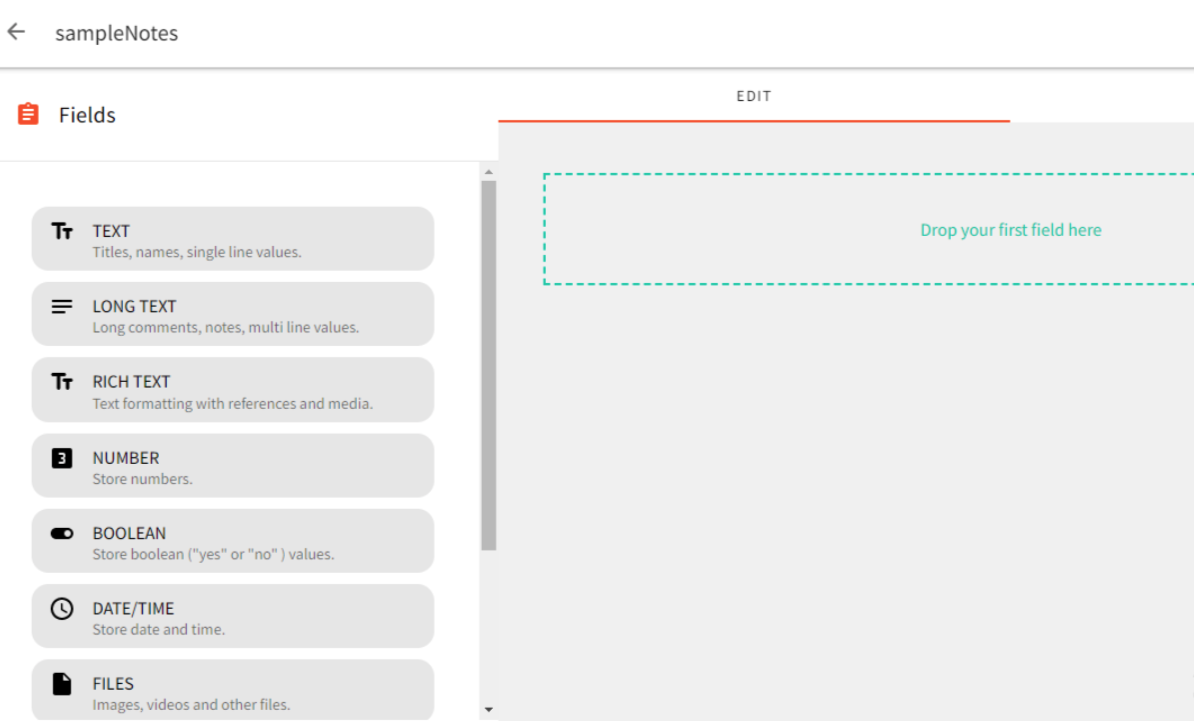 sampleNotes
Fields
EDIT
Drop your first field here
TEXT
Titles, names, single line values.
LONG TEXT
Long comments, notes, multi line values.
RICH TEXT
Text formatting with references and media.
3
NUMBER
Store numbers.
BOOLEAN
Store boolean ("yes" or "no" ) values.
DATE/TIME
Store date and time.
FILES
Images, videos and other files.